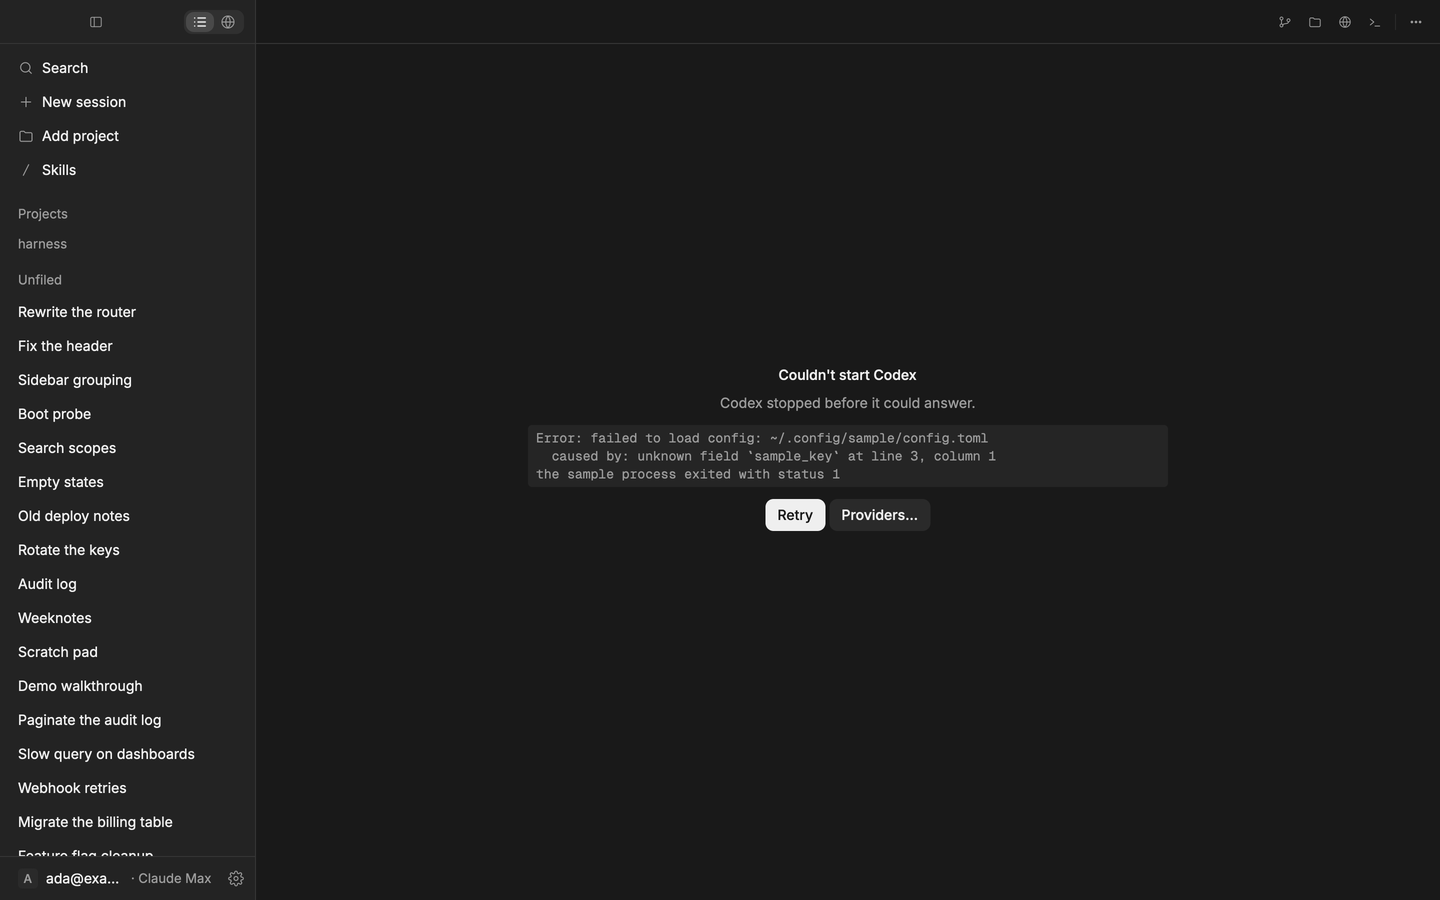 Search
New session
Add project
Skills
Projects
harness
Unfiled
Rewrite the router
Fix the header
Sidebar grouping
Boot probe
Search scopes
Empty states
Old deploy notes
Rotate the keys
Audit log
Weeknotes
Scratch pad
Demo walkthrough
Paginate the audit log
Slow query on dashboards
Webhook retries
Migrate the billing table
Feature flag cleanup
A ada@exa... · Claude Max
Couldn't start Codex
Codex stopped before it could answer.
Error: failed to load config: ~/.config/sample/config.toml
caused by: unknown field `sample_key` at line 3, column 1
the sample process exited with status 1
Retry Providers...